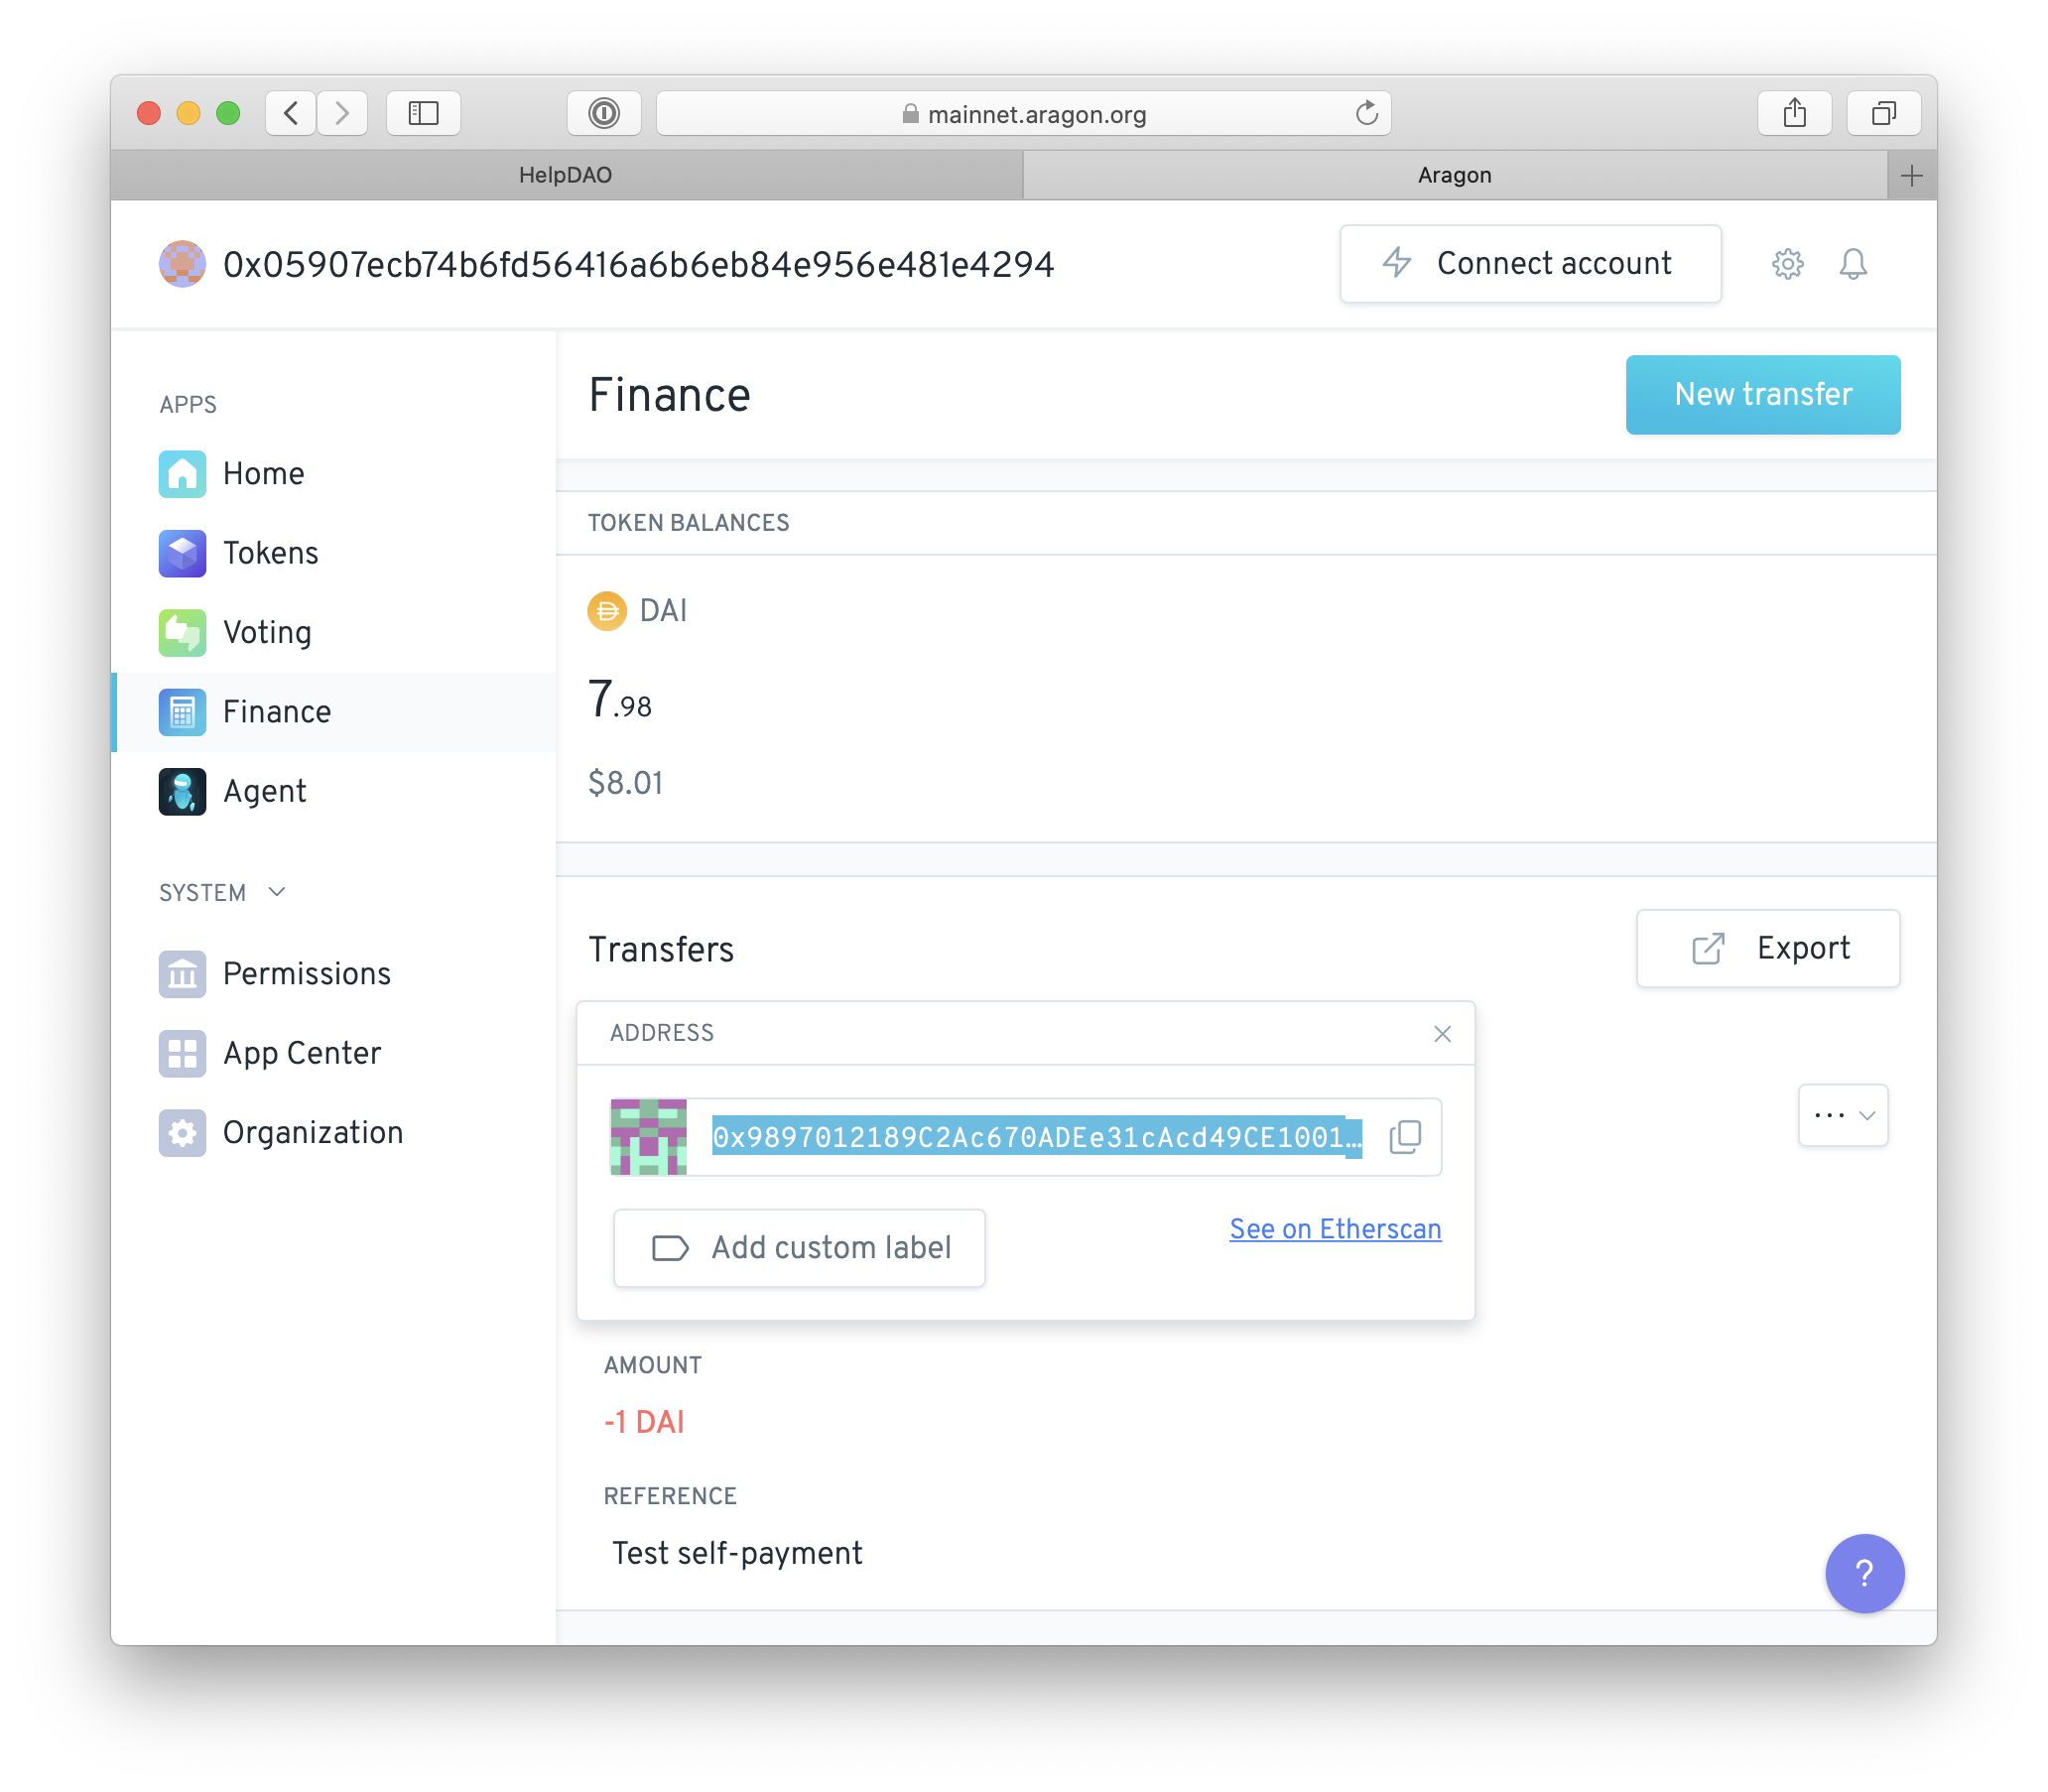 mainnet.aragon.org
HelpDAO
Aragon
0x05907ecb74b6fd56416a6b6eb84e956e481e4294
Connect account
APPS
Home
Tokens
Voting
Finance
Agent
SYSTEM
Permissions
App Center
Organization
Finance
New transfer
TOKEN BALANCES
DAI
7.98
$8.01
Transfers
Export
ADDRESS
0x9897012189C2Ac670ADEe31cAcd49CE1001…
Add custom label
See on Etherscan
AMOUNT
-1 DAI
REFERENCE
Test self-payment
?